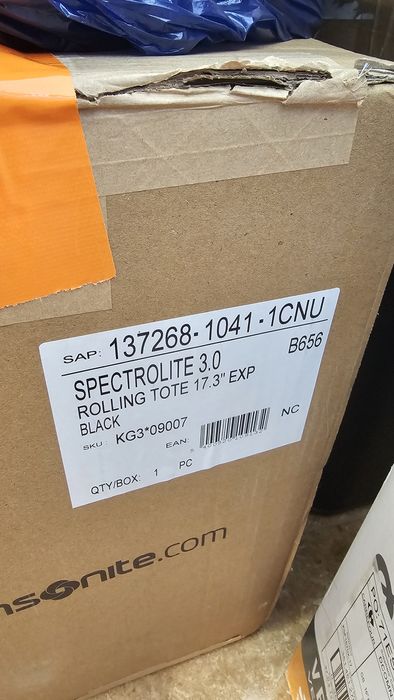 SAP: 137268-1041-1CNU
B656
SPECTROLITE 3.0
ROLLING TOTE 17.3" EXP
BLACK
SKU: KG3*09007
EAN:
NC
QTY/BOX: 1 PC
nsonite.com